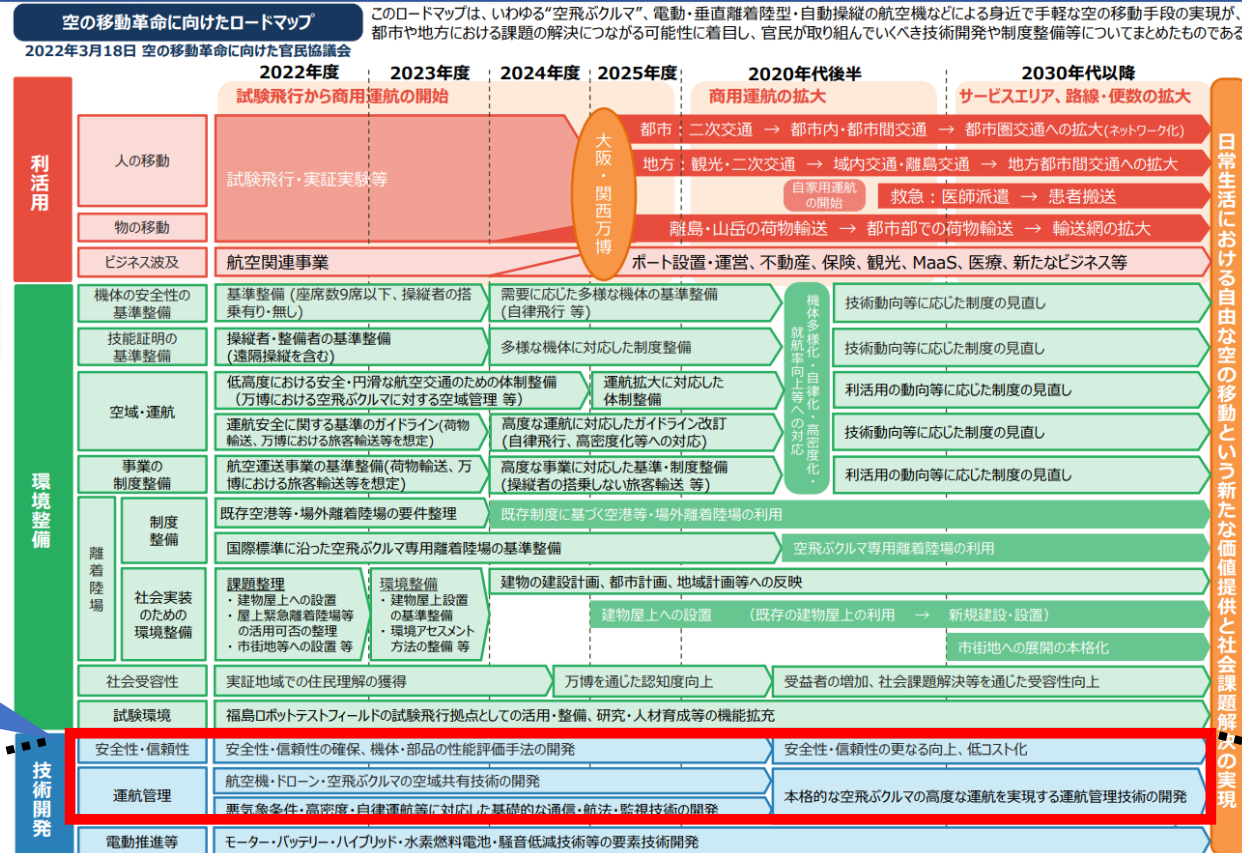 空の移動革命に向けたロードマップ
2022年3月18日 空の移動革命に向けた官民協議会
このロードマップは、いわゆる“空飛ぶクルマ”、電動・垂直離着陸型・自動操縦の航空機などによる身近で手軽な空の移動手段の実現が、
都市や地方における課題の解決につながる可能性に着目し、官民が取り組んでいくべき技術開発や制度整備等についてまとめたものである
2022年度
2023年度
2024年度
2025年度
2020年代後半
2030年代以降
試験飛行から商用運航の開始
商用運航の拡大
サービスエリア、路線・便数の拡大
利活用
人の移動
試験飛行・実証実験等
大阪・関西万博
都市：二次交通 → 都市内・都市間交通 → 都市圏交通への拡大(ネットワーク化)
地方：観光・二次交通 → 域内交通・離島交通 → 地方都市間交通への拡大
自家用運航
の開始
救急：医師派遣 → 患者搬送
物の移動
離島・山岳の荷物輸送 → 都市部での荷物輸送 → 輸送網の拡大
ビジネス波及
航空関連事業
ポート設置・運営、不動産、保険、観光、MaaS、医療、新たなビジネス等
環境整備
機体の安全性の
基準整備
基準整備 (座席数9席以下、操縦者の搭
乗有り・無し)
需要に応じた多様な機体の基準整備
(自律飛行 等)
機体多様化・自律化・高密度化・
就航率向上等への対応
技術動向等に応じた制度の見直し
技能証明の
基準整備
操縦者・整備者の基準整備
(遠隔操縦を含む)
多様な機体に対応した制度整備
技術動向等に応じた制度の見直し
空域・運航
低高度における安全・円滑な航空交通のための体制整備
（万博における空飛ぶクルマに対する空域管理 等）
運航拡大に対応した
体制整備
利活用の動向等に応じた制度の見直し
運航安全に関する基準のガイドライン(荷物
輸送、万博における旅客輸送等を想定)
高度な運航に対応したガイドライン改訂
(自律飛行、高密度化等への対応)
技術動向等に応じた制度の見直し
事業の
制度整備
航空運送事業の基準整備(荷物輸送、万
博における旅客輸送等を想定)
高度な事業に対応した基準・制度整備
(操縦者の搭乗しない旅客輸送 等)
利活用の動向等に応じた制度の見直し
離着陸場
制度
整備
既存空港等・場外離着陸場の要件整理
既存制度に基づく空港等・場外離着陸場の利用
国際標準に沿った空飛ぶクルマ専用離着陸場の基準整備
空飛ぶクルマ専用離着陸場の利用
社会実装
のための
環境整備
課題整理
・建物屋上への設置
・屋上緊急離着陸場等
の活用可否の整理
・市街地等への設置 等
環境整備
・建物屋上設置
の基準整備
・環境アセスメント
方法の整備 等
建物の建設計画、都市計画、地域計画等への反映
建物屋上への設置 （既存の建物屋上の利用 → 新規建設・設置）
市街地への展開の本格化
社会受容性
実証地域での住民理解の獲得
万博を通じた認知度向上
受益者の増加、社会課題解決等を通じた受容性向上
試験環境
福島ロボットテストフィールドの試験飛行拠点としての活用・整備、研究・人材育成等の機能拡充
技術開発
安全性・信頼性
安全性・信頼性の確保、機体・部品の性能評価手法の開発
安全性・信頼性の更なる向上、低コスト化
運航管理
航空機・ドローン・空飛ぶクルマの空域共有技術の開発
悪気象条件・高密度・自律運航等に対応した基礎的な通信・航法・監視技術の開発
本格的な空飛ぶクルマの高度な運航を実現する運航管理技術の開発
電動推進等
モーター・バッテリー・ハイブリッド・水素燃料電池・騒音低減技術等の要素技術開発
日常生活における自由な空の移動という新たな価値提供と社会課題解決の実現